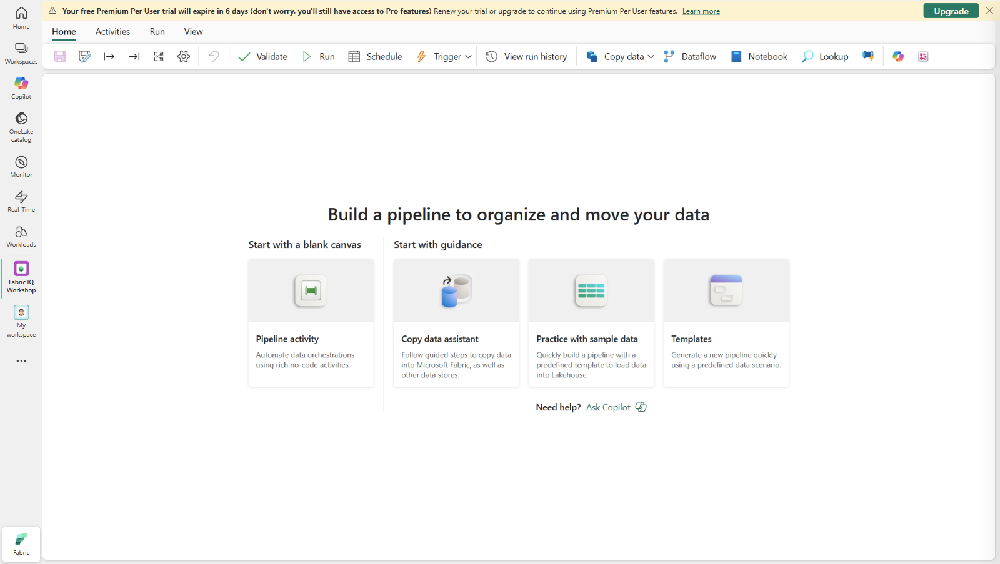 Your free Premium Per User trial will expire in 6 days (don't worry, you'll still have access to Pro features) Renew your trial or upgrade to continue using Premium Per User features. Learn more
Upgrade
Home
Workspaces
Copilot
OneLake
catalog
Monitor
Real-Time
Workloads
Fabric IQ
Workshop...
My
workspace
Fabric
Home Activities Run View
Validate Run Schedule Trigger View run history Copy data Dataflow Notebook Lookup
Build a pipeline to organize and move your data
Start with a blank canvas
Pipeline activity
Automate data orchestrations
using rich no-code activities.
Start with guidance
Copy data assistant
Follow guided steps to copy data
into Microsoft Fabric, as well as
other data stores.
Practice with sample data
Quickly build a pipeline with a
predefined template to load data
into Lakehouse.
Templates
Generate a new pipeline quickly
using a predefined data scenario.
Need help? Ask Copilot